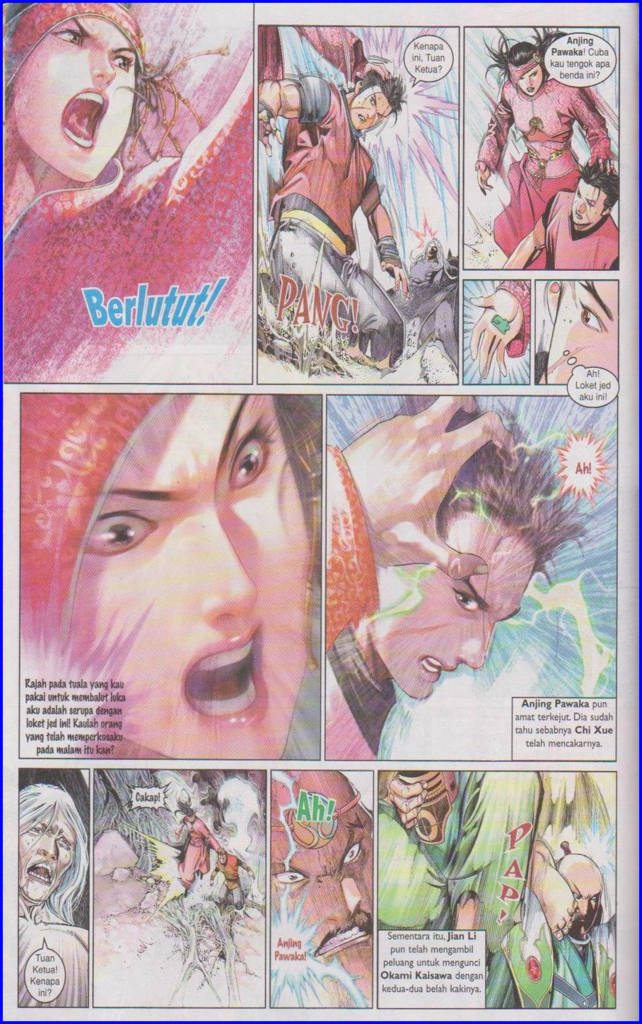 Berlutut!
Kenapa
ini, Tuan
Ketua?
PANG!
Anjing
Pawaka! Cuba
kau tengok apa
benda ini?
Ah!
Loket jed
aku ini!
Rajah pada tuala yang kau
pakai untuk membalut luka
aku adalah serupa dengan
loket jed ini! Kaulah orang
yang telah memperkosaku
pada malam itu kan?
Ah!
Anjing Pawaka pun
amat terkejut. Dia sudah
tahu sebabnya Chi Xue
telah mencakarnya.
Tuan
Ketua!
Kenapa
ini?
Cakap!
Ah!
Anjing
Pawaka!
PAP!
Sementara itu, Jian Li
pun telah mengambil
peluang untuk mengunci
Okami Kaisawa dengan
kedua-dua belah kakinya.